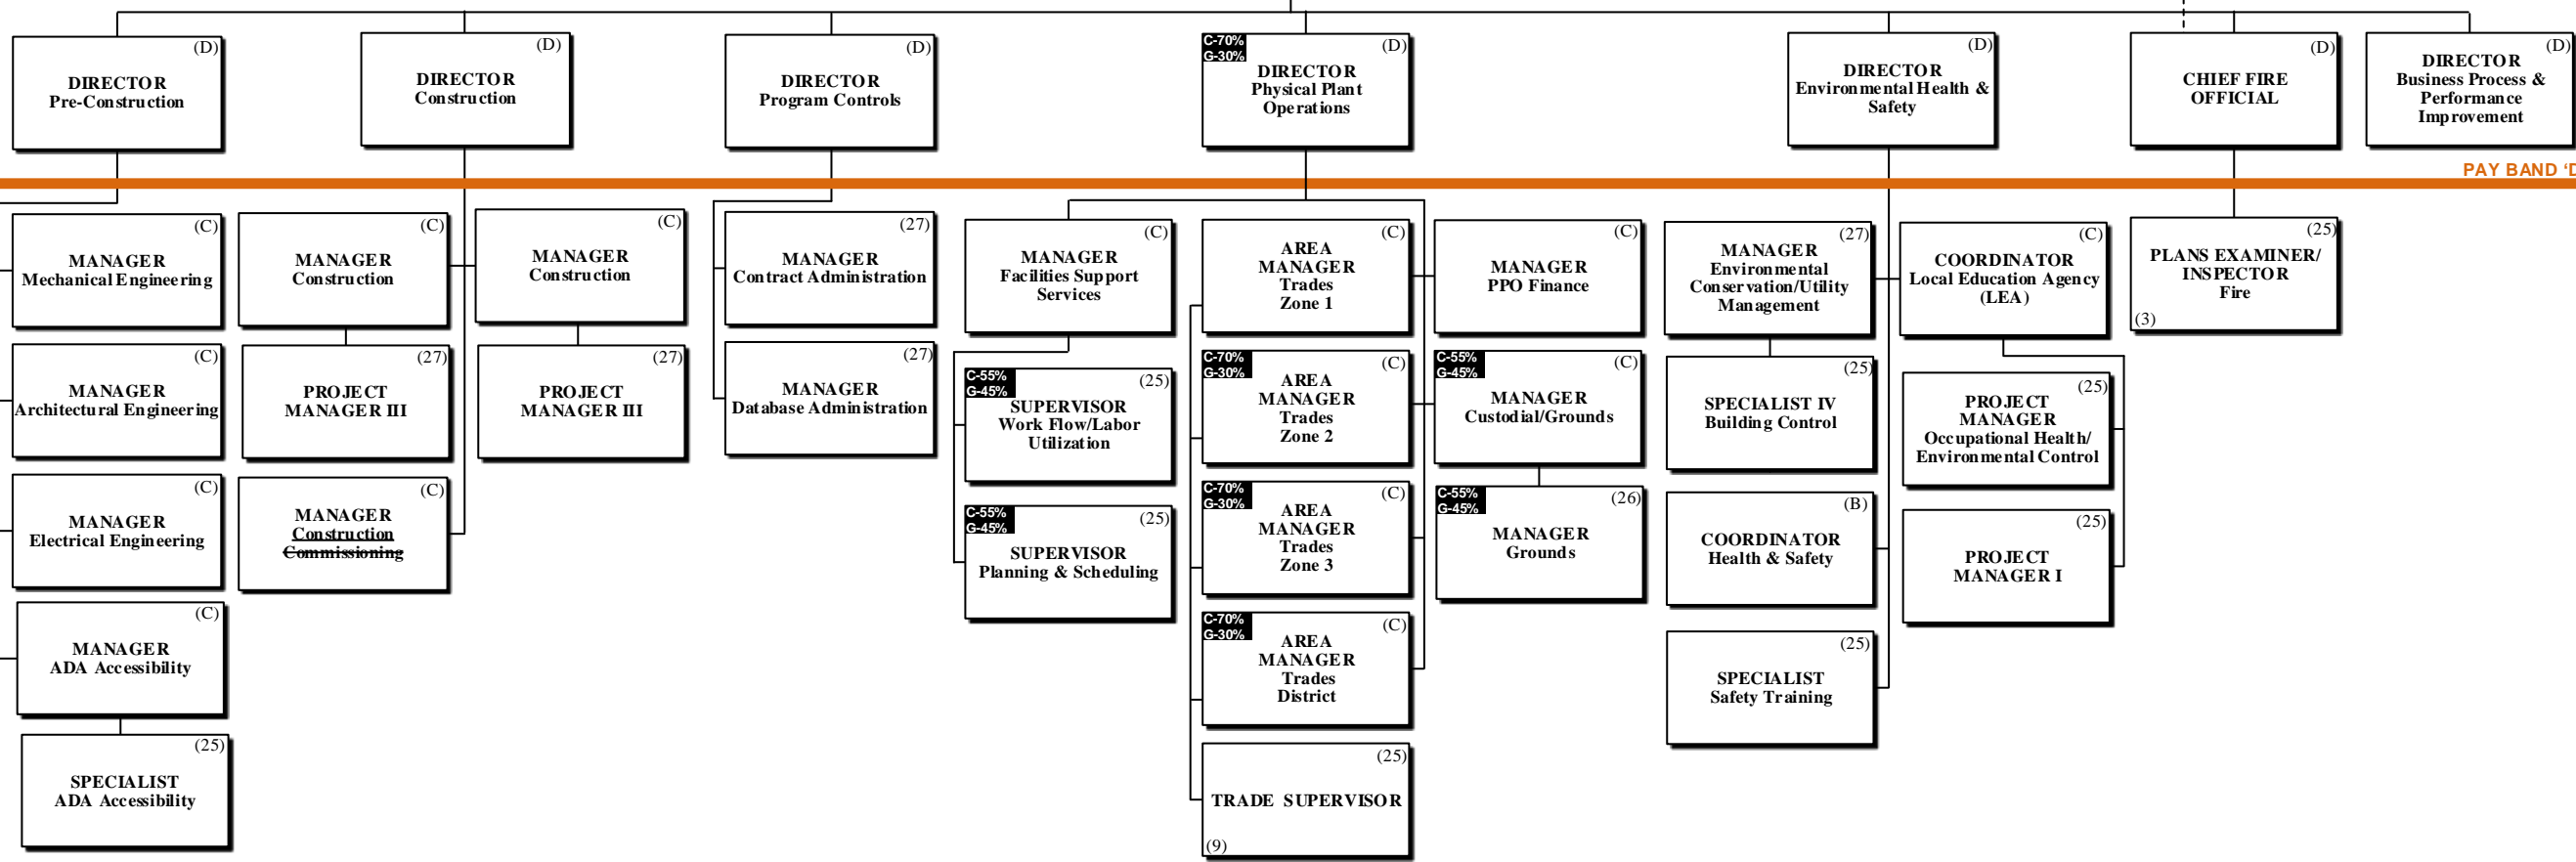 (D)
DIRECTOR
Pre-Construction
(D)
DIRECTOR
Construction
(D)
DIRECTOR
Program Controls
C-70%
G-30%
(D)
DIRECTOR
Physical Plant
Operations
(D)
DIRECTOR
Environmental Health &
Safety
(D)
CHIEF FIRE
OFFICIAL
(D)
DIRECTOR
Business Process &
Performance
Improvement
PAY BAND ‘D
(C)
MANAGER
Mechanical Engineering
(C)
MANAGER
Architectural Engineering
(C)
MANAGER
Electrical Engineering
(C)
MANAGER
ADA Accessibility
(25)
SPECIALIST
ADA Accessibility
(C)
MANAGER
Construction
(27)
PROJECT
MANAGER III
(C)
MANAGER
Construction
Commissioning
(C)
MANAGER
Construction
(27)
PROJECT
MANAGER III
(27)
MANAGER
Contract Administration
(27)
MANAGER
Database Administration
(C)
MANAGER
Facilities Support
Services
C-55%
G-45%
(25)
SUPERVISOR
Work Flow/Labor
Utilization
C-55%
G-45%
(25)
SUPERVISOR
Planning & Scheduling
(C)
AREA
MANAGER
Trades
Zone 1
C-70%
G-30%
(C)
AREA
MANAGER
Trades
Zone 2
C-70%
G-30%
(C)
AREA
MANAGER
Trades
Zone 3
C-70%
G-30%
(C)
AREA
MANAGER
Trades
District
(25)
TRADE SUPERVISOR
(9)
(C)
MANAGER
PPO Finance
C-55%
G-45%
(C)
MANAGER
Custodial/Grounds
C-55%
G-45%
(26)
MANAGER
Grounds
(27)
MANAGER
Environmental
Conservation/Utility
Management
(25)
SPECIALIST IV
Building Control
(B)
COORDINATOR
Health & Safety
(25)
SPECIALIST
Safety Training
(C)
COORDINATOR
Local Education Agency
(LEA)
(25)
PROJECT
MANAGER
Occupational Health/
Environmental Control
(25)
PROJECT
MANAGER I
(25)
PLANS EXAMINER/
INSPECTOR
Fire
(3)